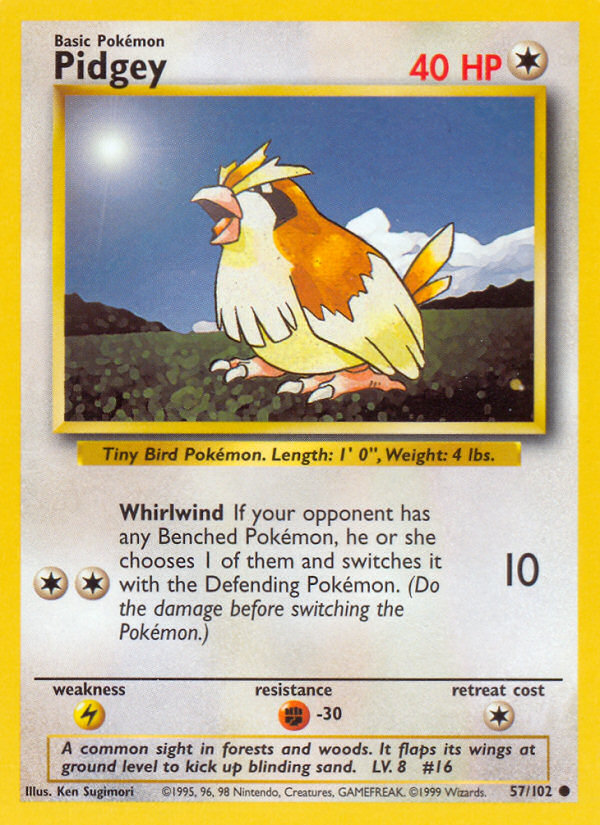 Basic Pokémon
Pidgey
40 HP
Tiny Bird Pokémon. Length: 1' 0", Weight: 4 lbs.
Whirlwind If your opponent has
any Benched Pokémon, he or she
chooses 1 of them and switches it
with the Defending Pokémon. (Do
the damage before switching the
Pokémon.)
10
weakness
resistance
retreat cost
-30
A common sight in forests and woods. It flaps its wings at
ground level to kick up blinding sand. LV. 8 #16
Illus. Ken Sugimori ©1995, 96, 98 Nintendo, Creatures, GAMEFREAK. ©1999 Wizards. 57/102